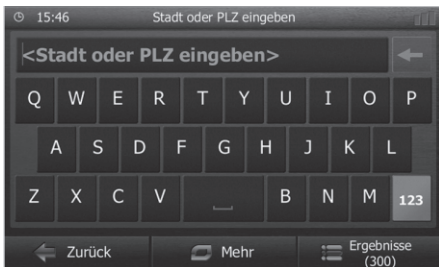 15:46 Stadt oder PLZ eingeben
<Stadt oder PLZ eingeben>
Q W E R T Y U I O P
A S D F G H J K L
Z X C V B N M 123
Zurück Mehr Ergebnisse
(300)